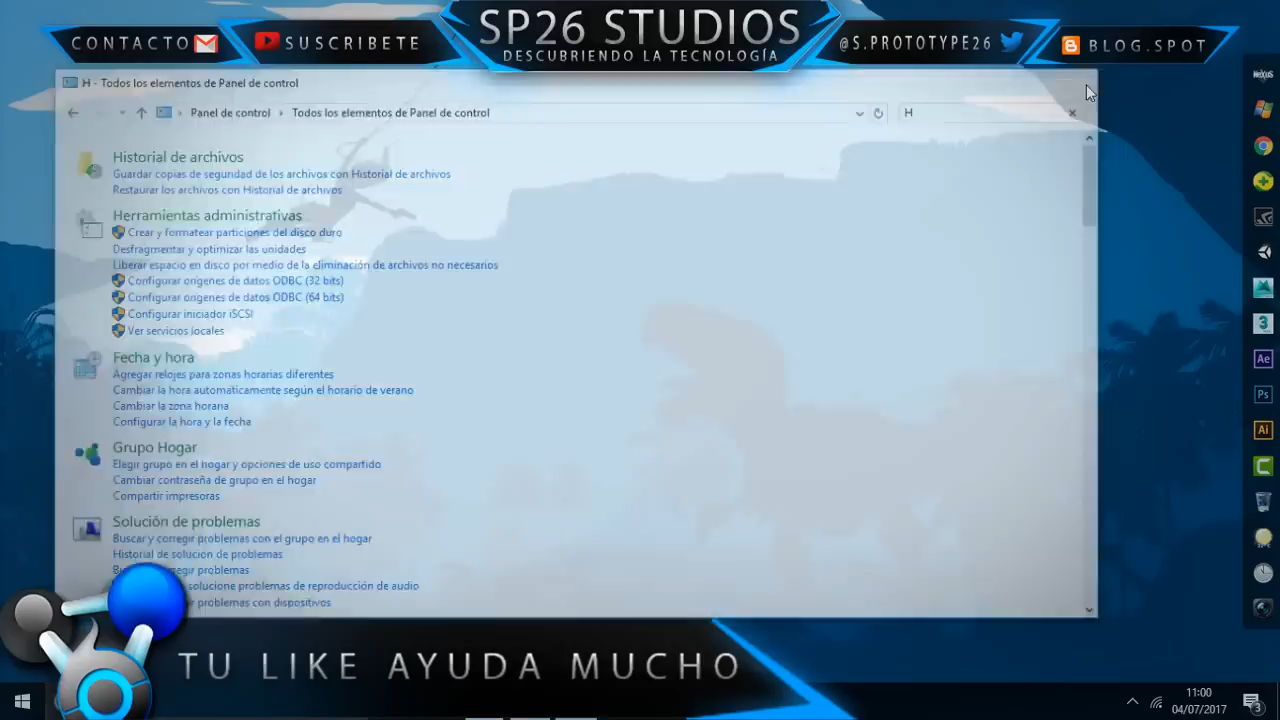 CONTACTO
SUSCRIBETE
SP26 STUDIOS
DESCUBRIENDO LA TECNOLOGÍA
@S.PROTOTYPE26
BLOG.SPOT
H - Todos los elementos de Panel de control
Panel de control › Todos los elementos de Panel de control
H
Historial de archivos
Guardar copias de seguridad de los archivos con Historial de archivos
Restaurar los archivos con Historial de archivos
Herramientas administrativas
Crear y formatear particiones del disco duro
Desfragmentar y optimizar las unidades
Liberar espacio en disco por medio de la eliminación de archivos no necesarios
Configurar orígenes de datos ODBC (32 bits)
Configurar orígenes de datos ODBC (64 bits)
Configurar iniciador iSCSI
Ver servicios locales
Fecha y hora
Agregar relojes para zonas horarias diferentes
Cambiar la hora automáticamente según el horario de verano
Cambiar la zona horaria
Configurar la hora y la fecha
Grupo Hogar
Elegir grupo en el hogar y opciones de uso compartido
Cambiar contraseña de grupo en el hogar
Compartir impresoras
Solución de problemas
Buscar y corregir problemas con el grupo en el hogar
Historial de solución de problemas
regir problemas
solucione problemas de reproducción de audio
problemas con dispositivos
NEXUS
3
Ae
Ps
Ai
TU LIKE AYUDA MUCHO
11:00
04/07/2017
3